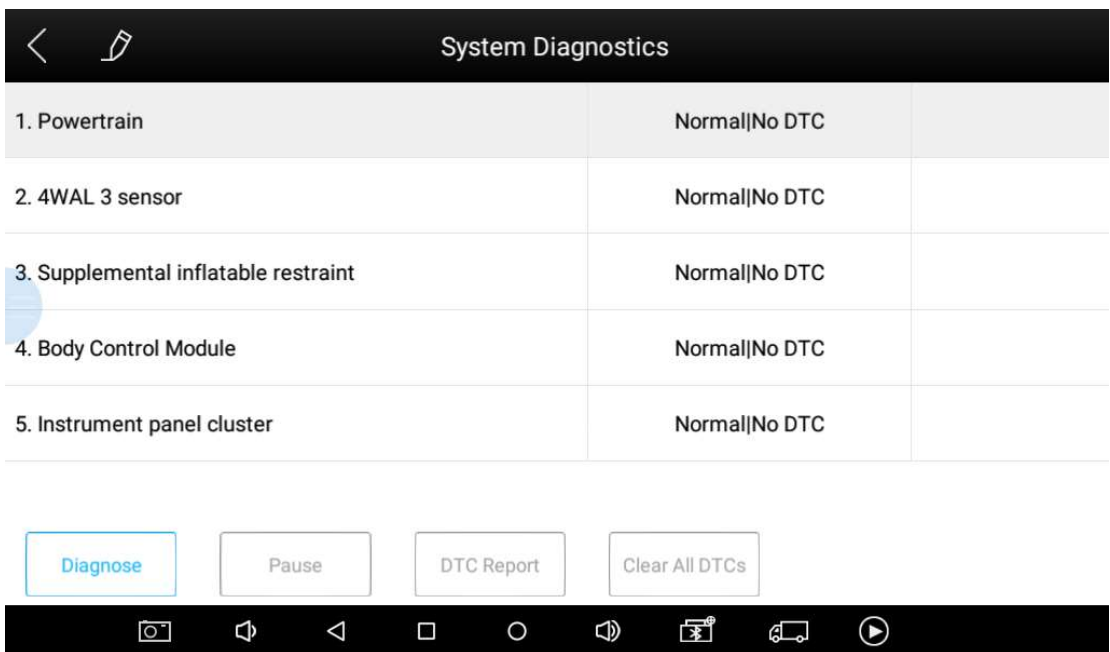 System Diagnostics
1. Powertrain Normal|No DTC
2. 4WAL 3 sensor Normal|No DTC
3. Supplemental inflatable restraint Normal|No DTC
4. Body Control Module Normal|No DTC
5. Instrument panel cluster Normal|No DTC
Diagnose Pause DTC Report Clear All DTCs